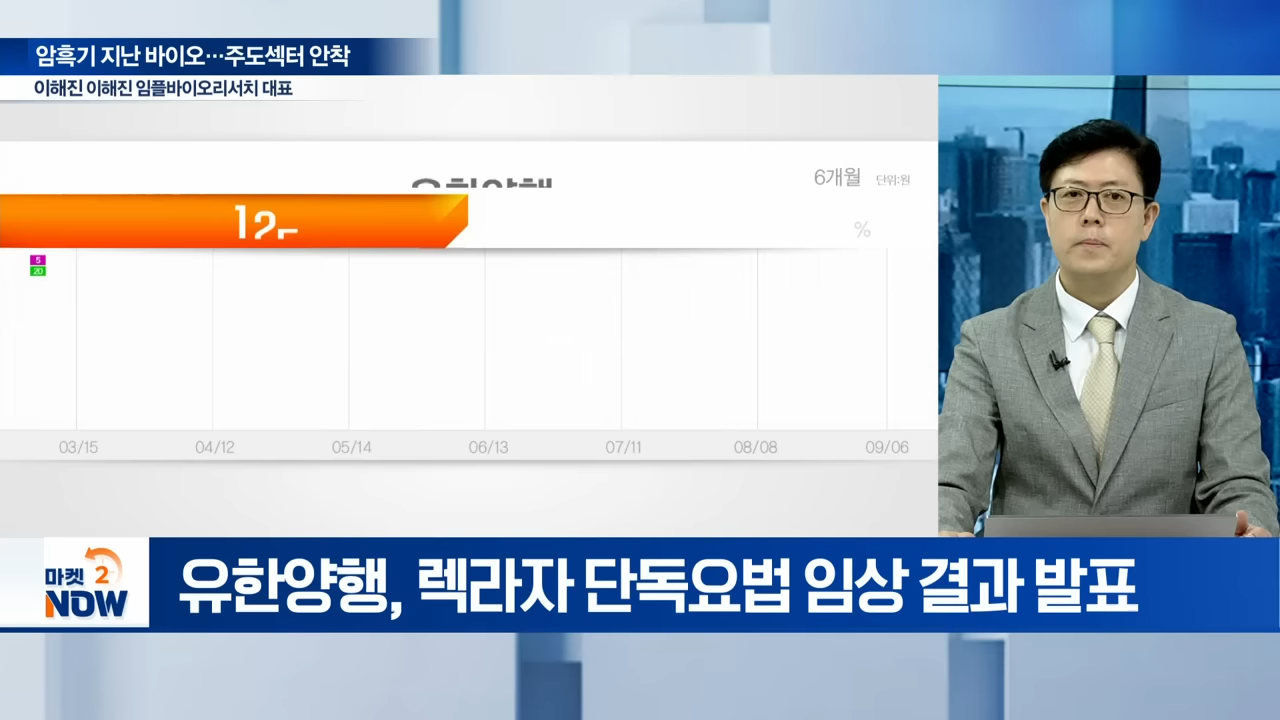 암흑기 지난 바이오…주도섹터 안착
이해진 이해진 임플바이오리서치 대표
6개월 단위:원
%
5
20
03/15 04/12 05/14 06/13 07/11 08/08 09/06
마켓 2
NOW
유한양행, 렉라자 단독요법 임상 결과 발표